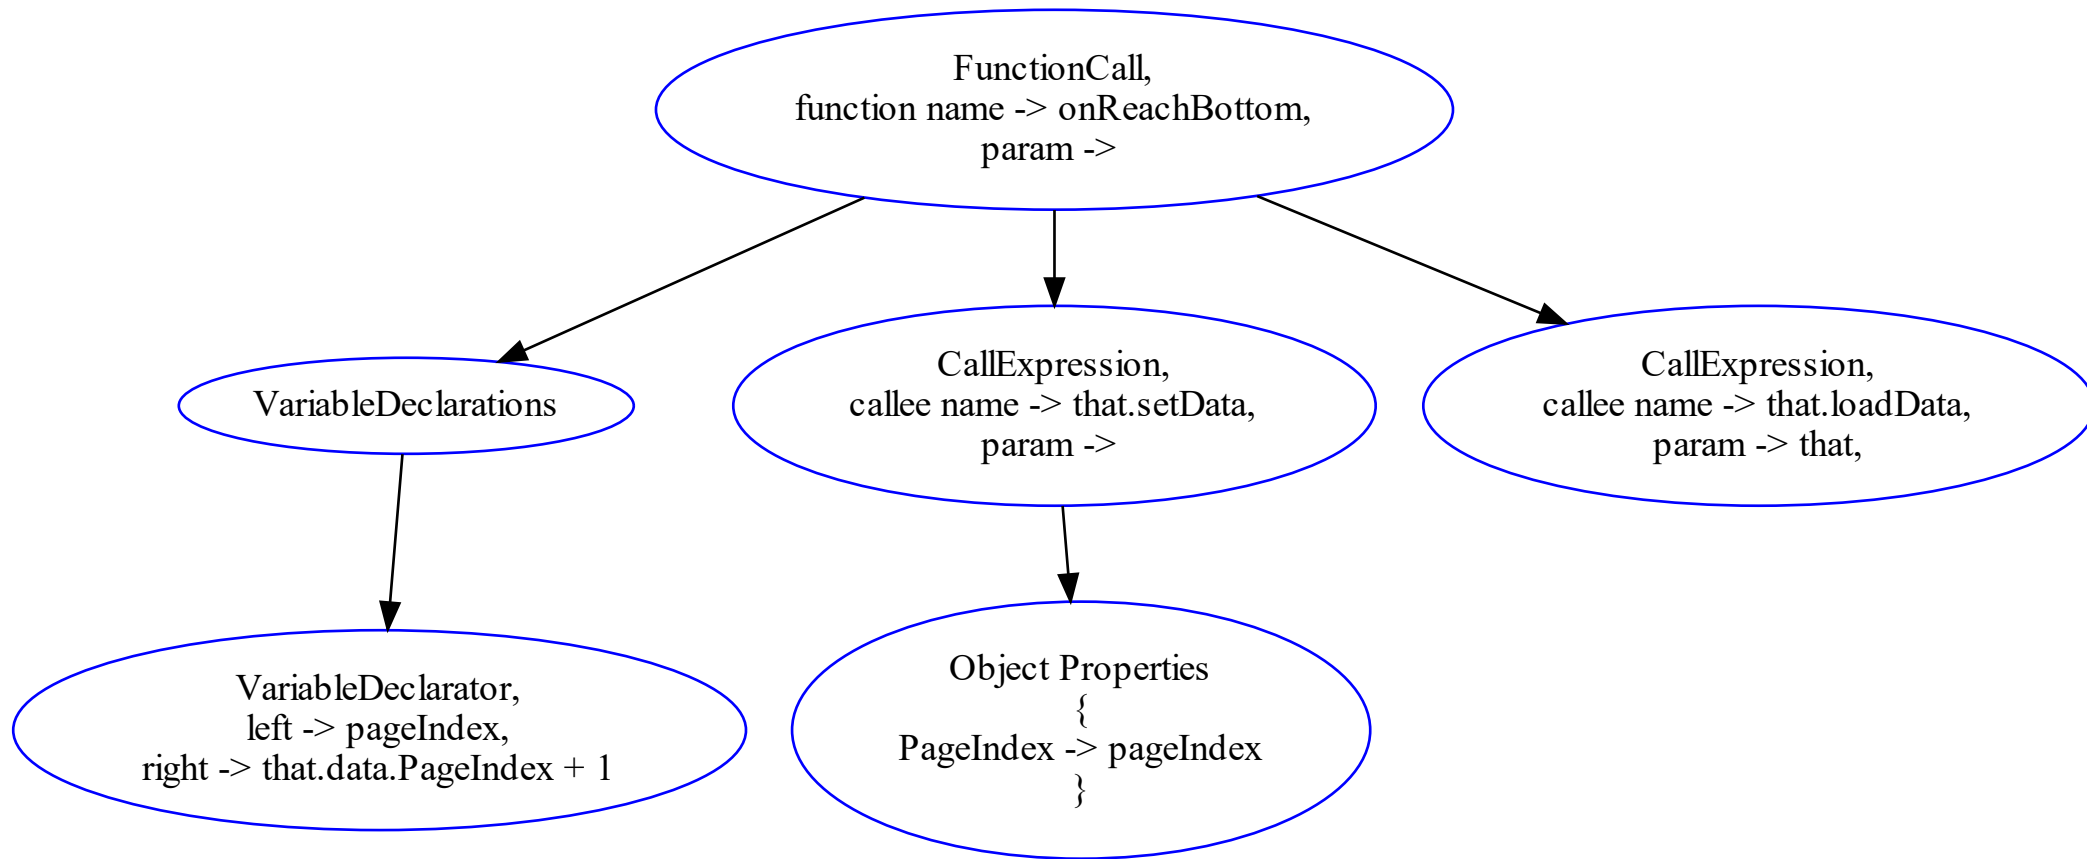 FunctionCall,
function name -> onReachBottom,
param ->
VariableDeclarations
CallExpression,
callee name -> that.setData,
param ->
CallExpression,
callee name -> that.loadData,
param -> that,
VariableDeclarator,
left -> pageIndex,
right -> that.data.PageIndex + 1
Object Properties
{
PageIndex -> pageIndex
}